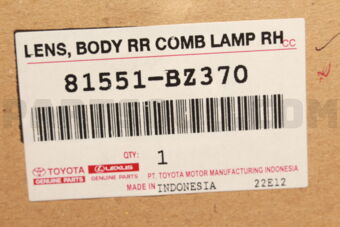 LENS, BODY RR COMB LAMP RH CC
81551-BZ370
QTY: 1
TOYOTA LEXUS
GENUINE PARTS GENUINE PARTS
PT. TOYOTA MOTOR MANUFACTURING INDONESIA
MADE IN INDONESIA 22E12